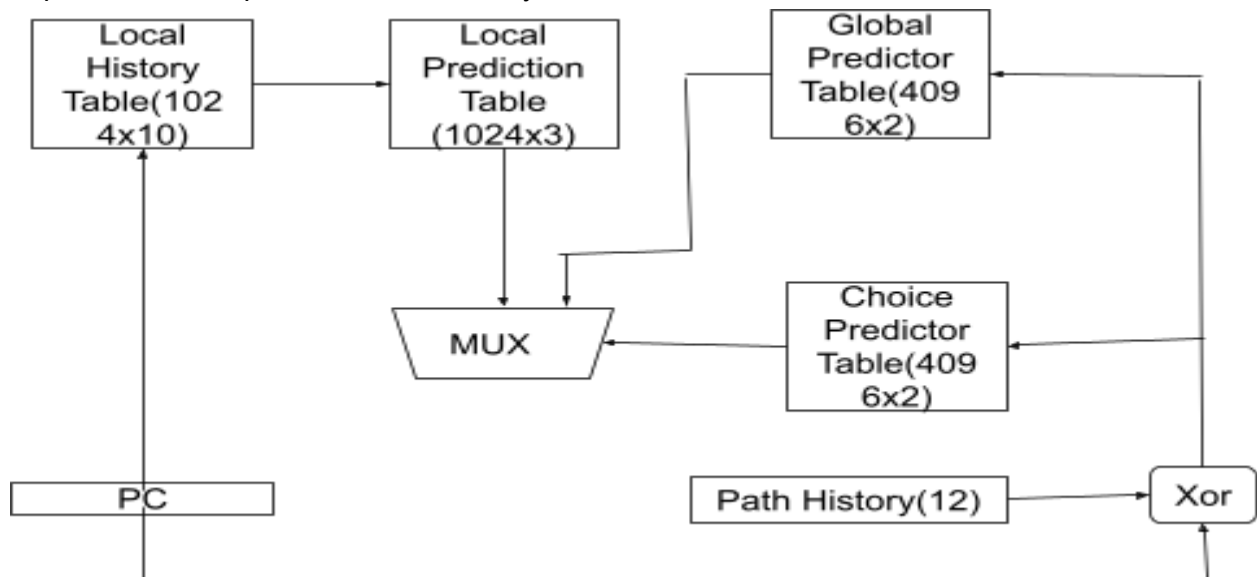 Local
History
Table(102
4x10)
Local
Prediction
Table
(1024x3)
Global
Predictor
Table(409
6x2)
MUX
Choice
Predictor
Table(409
6x2)
PC
Path History(12)
Xor